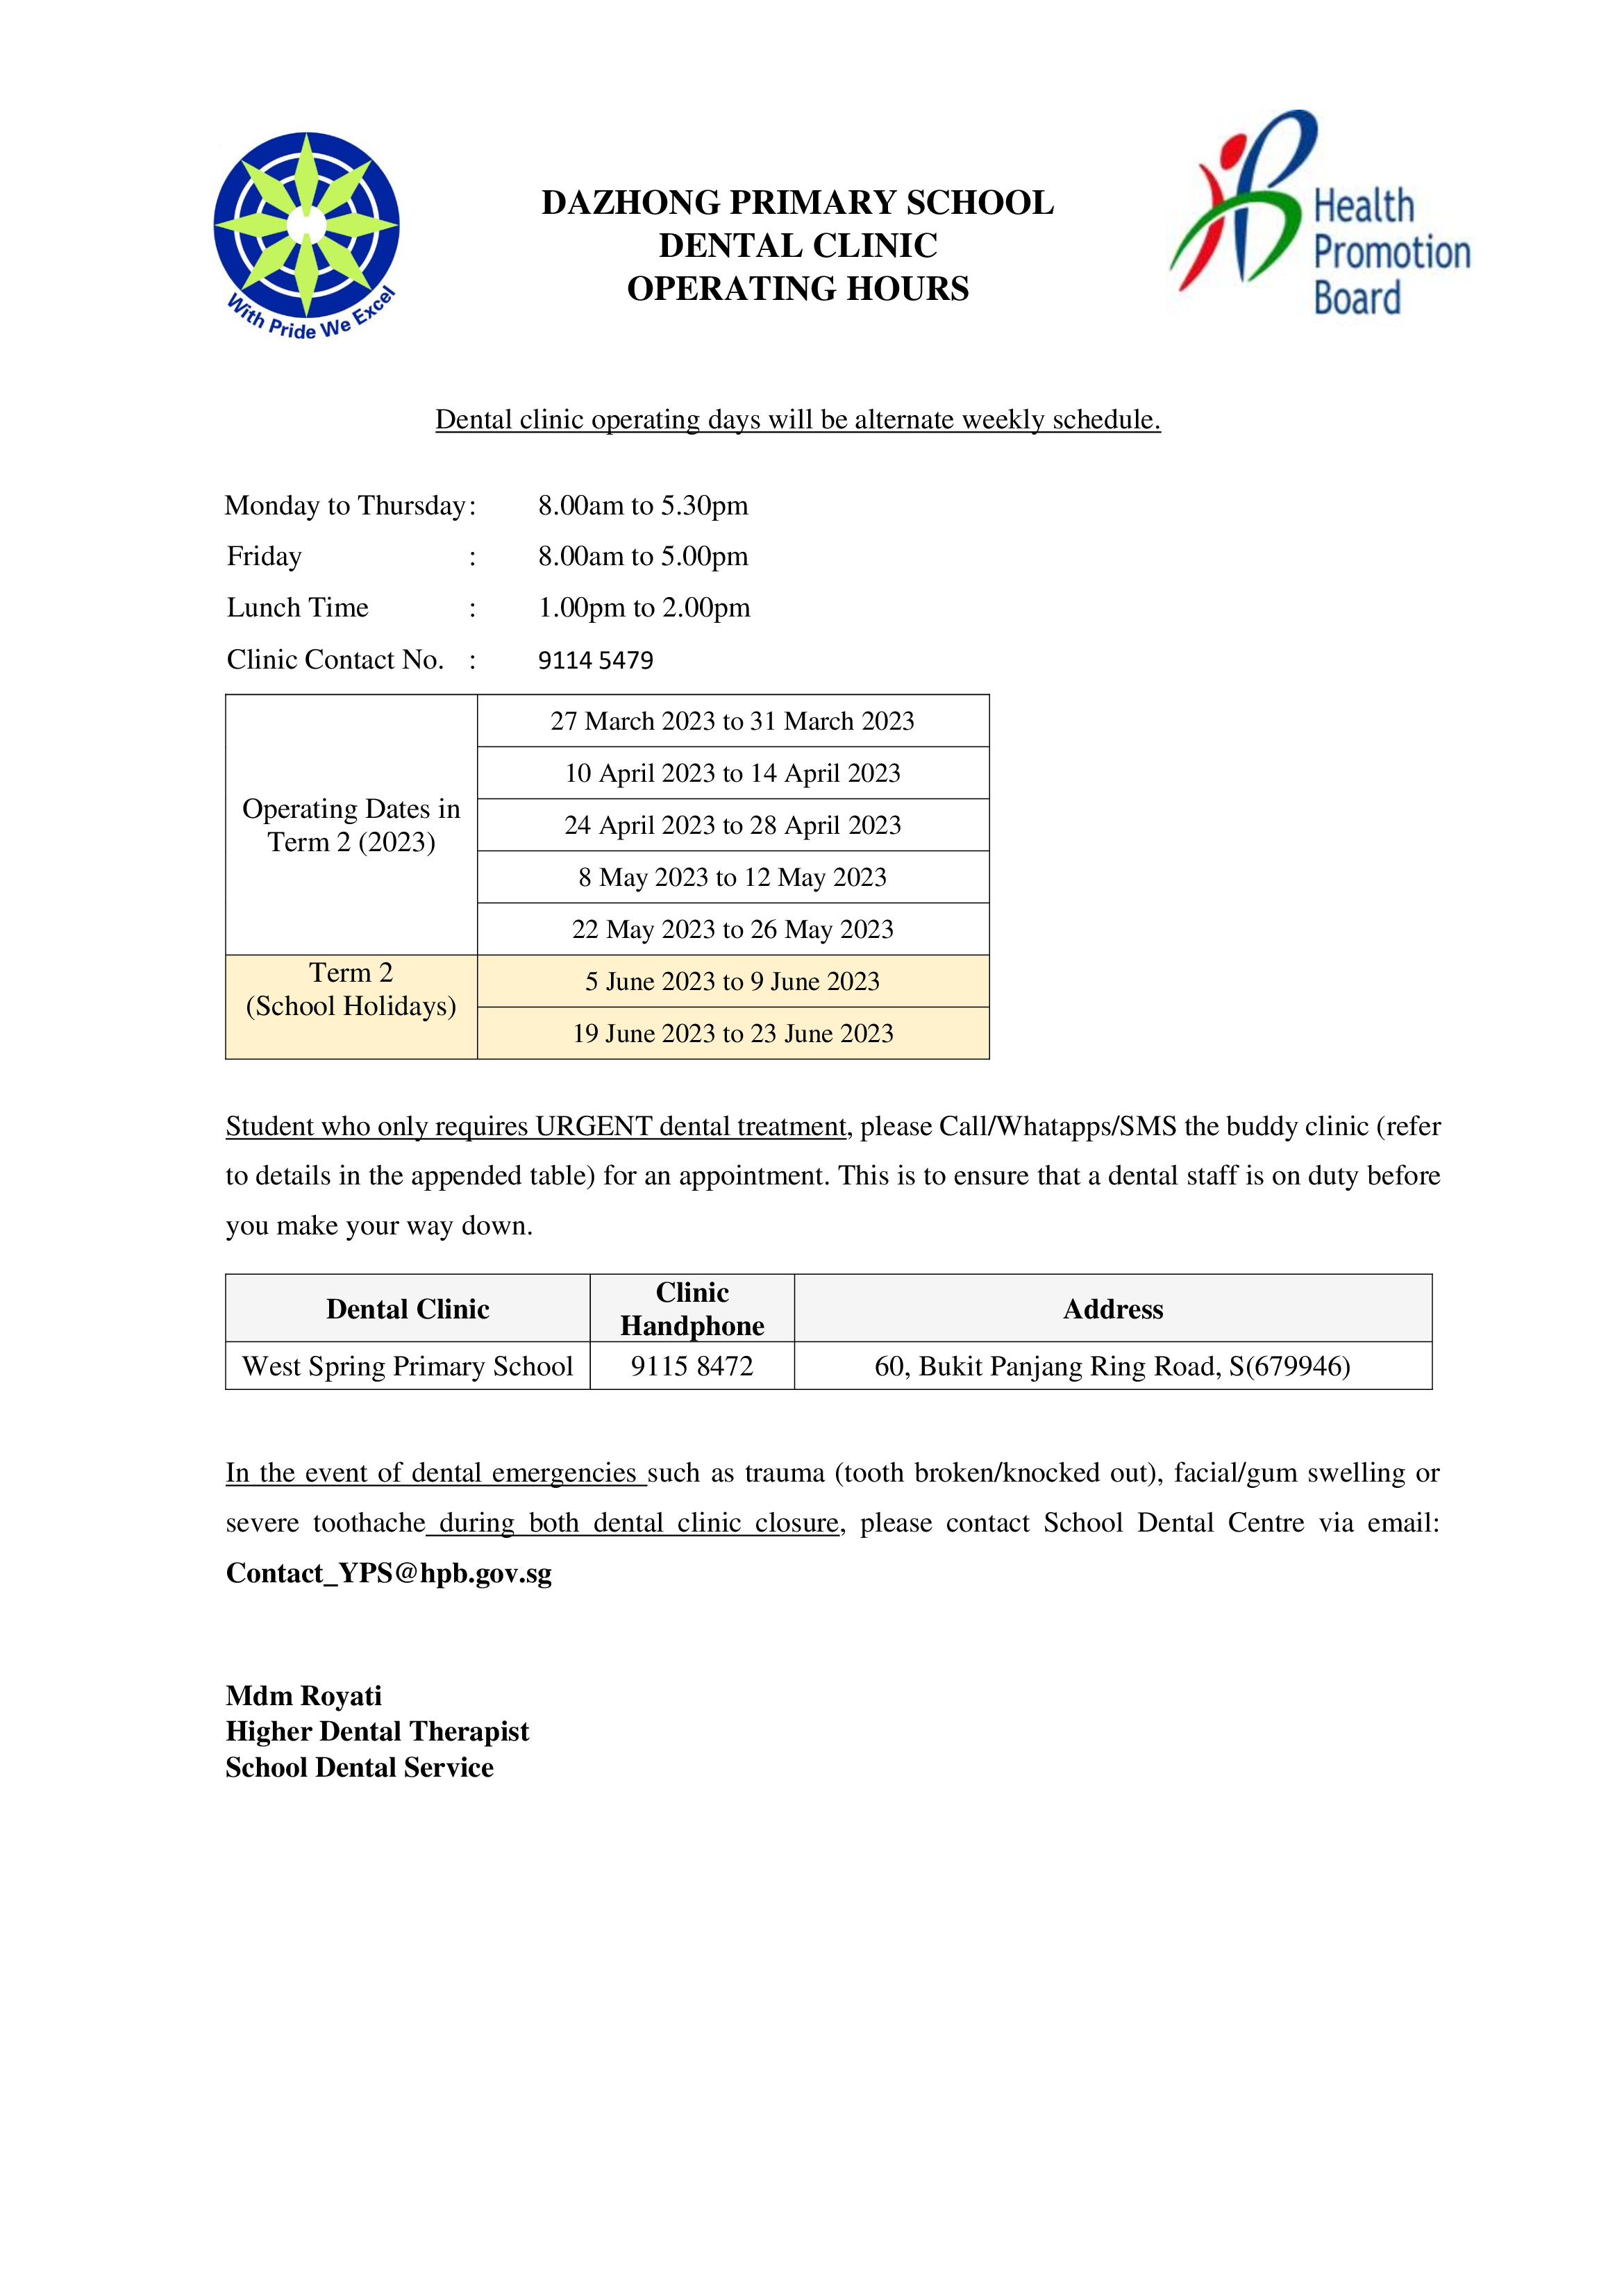 With Pride We Excel
DAZHONG PRIMARY SCHOOL
DENTAL CLINIC
OPERATING HOURS
Health
Promotion
Board
Dental clinic operating days will be alternate weekly schedule.
Monday to Thursday: 8.00am to 5.30pm
Friday : 8.00am to 5.00pm
Lunch Time : 1.00pm to 2.00pm
Clinic Contact No. : 9114 5479
Operating Dates in
Term 2 (2023)
27 March 2023 to 31 March 2023
10 April 2023 to 14 April 2023
24 April 2023 to 28 April 2023
8 May 2023 to 12 May 2023
22 May 2023 to 26 May 2023
Term 2
(School Holidays)
5 June 2023 to 9 June 2023
19 June 2023 to 23 June 2023
Student who only requires URGENT dental treatment, please Call/Whatapps/SMS the buddy clinic (refer
to details in the appended table) for an appointment. This is to ensure that a dental staff is on duty before
you make your way down.
Dental Clinic
Clinic
Handphone
Address
West Spring Primary School 9115 8472 60, Bukit Panjang Ring Road, S(679946)
In the event of dental emergencies such as trauma (tooth broken/knocked out), facial/gum swelling or
severe toothache during both dental clinic closure, please contact School Dental Centre via email:
Contact_YPS@hpb.gov.sg
Mdm Royati
Higher Dental Therapist
School Dental Service